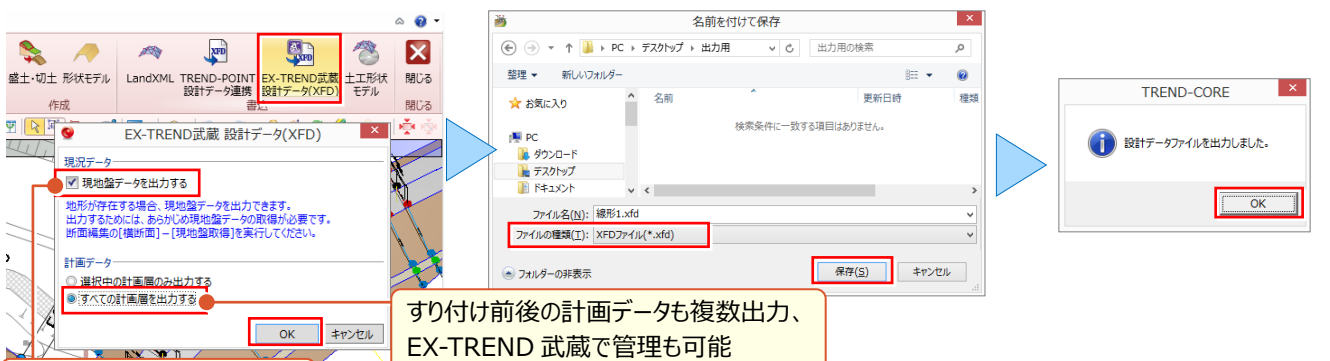 盛土・切土 形状モデル LandXML TREND-POINT 設計データ連携 EX-TREND武蔵 設計データ(XFD) 土工形状 モデル 閉じる
作成 閉じる
EX-TREND武蔵 設計データ(XFD)
現況データ
現地盤データを出力する
地形が存在する場合、現地盤データを出力できます。
出力するためには、あらかじめ現地盤データの取得が必要です。
断面編集の[横断面]-[現地盤取得]を実行してください。
計画データ
選択中の計画層のみ出力する
すべての計画層を出力する
OK キャンセル
名前を付けて保存
PC デスクトップ 出力用 出力用の検索
整理 新しいフォルダー
お気に入り 名前 更新日時 種類
検索条件に一致する項目はありません。
PC
ダウンロード
デスクトップ
ドキュメント
ファイル名(N): 線形1.xfd
ファイルの種類(T): XFDファイル(*.xfd)
フォルダーの非表示 保存(S) キャンセル
すり付け前後の計画データも複数出力、
EX-TREND 武蔵で管理も可能
TREND-CORE
設計データファイルを出力しました。
OK